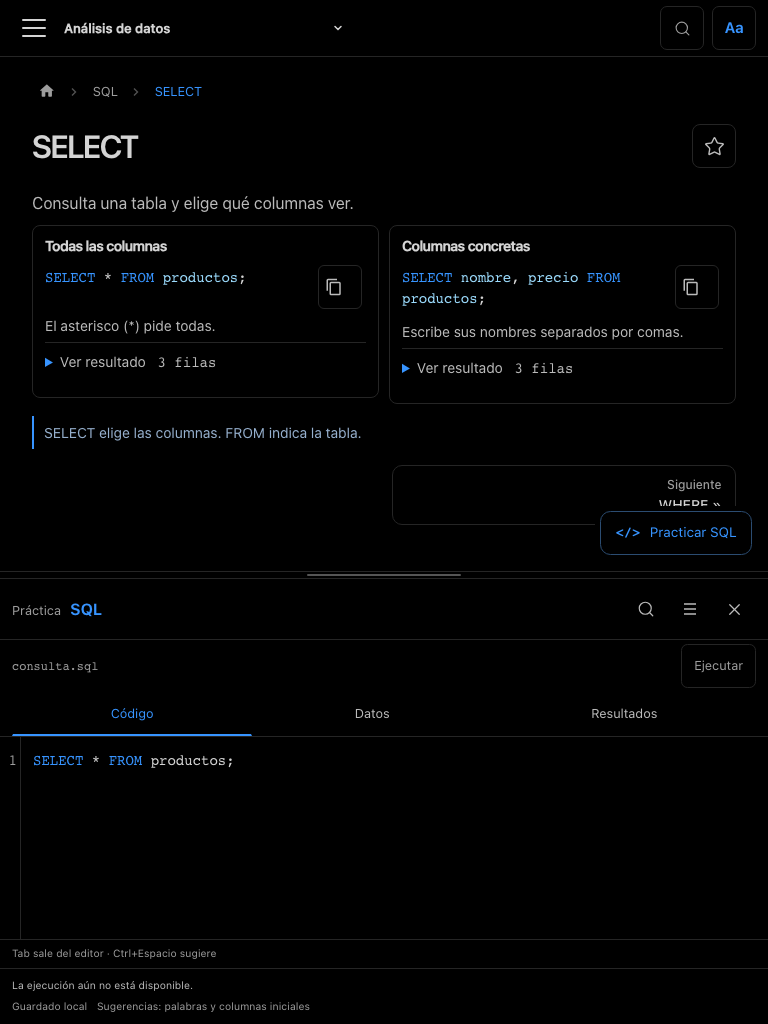 Análisis de datos
Aa
SQL
SELECT
SELECT
Consulta una tabla y elige qué columnas ver.
Todas las columnas
SELECT * FROM productos;
El asterisco (*) pide todas.
Ver resultado 3 filas
Columnas concretas
SELECT nombre, precio FROM
productos;
Escribe sus nombres separados por comas.
Ver resultado 3 filas
SELECT elige las columnas. FROM indica la tabla.
Siguiente
WHERE »
</> Practicar SQL
Práctica SQL
consulta.sql
Ejecutar
Código
Datos
Resultados
1
SELECT * FROM productos;
Tab sale del editor · Ctrl+Espacio sugiere
La ejecución aún no está disponible.
Guardado local Sugerencias: palabras y columnas iniciales